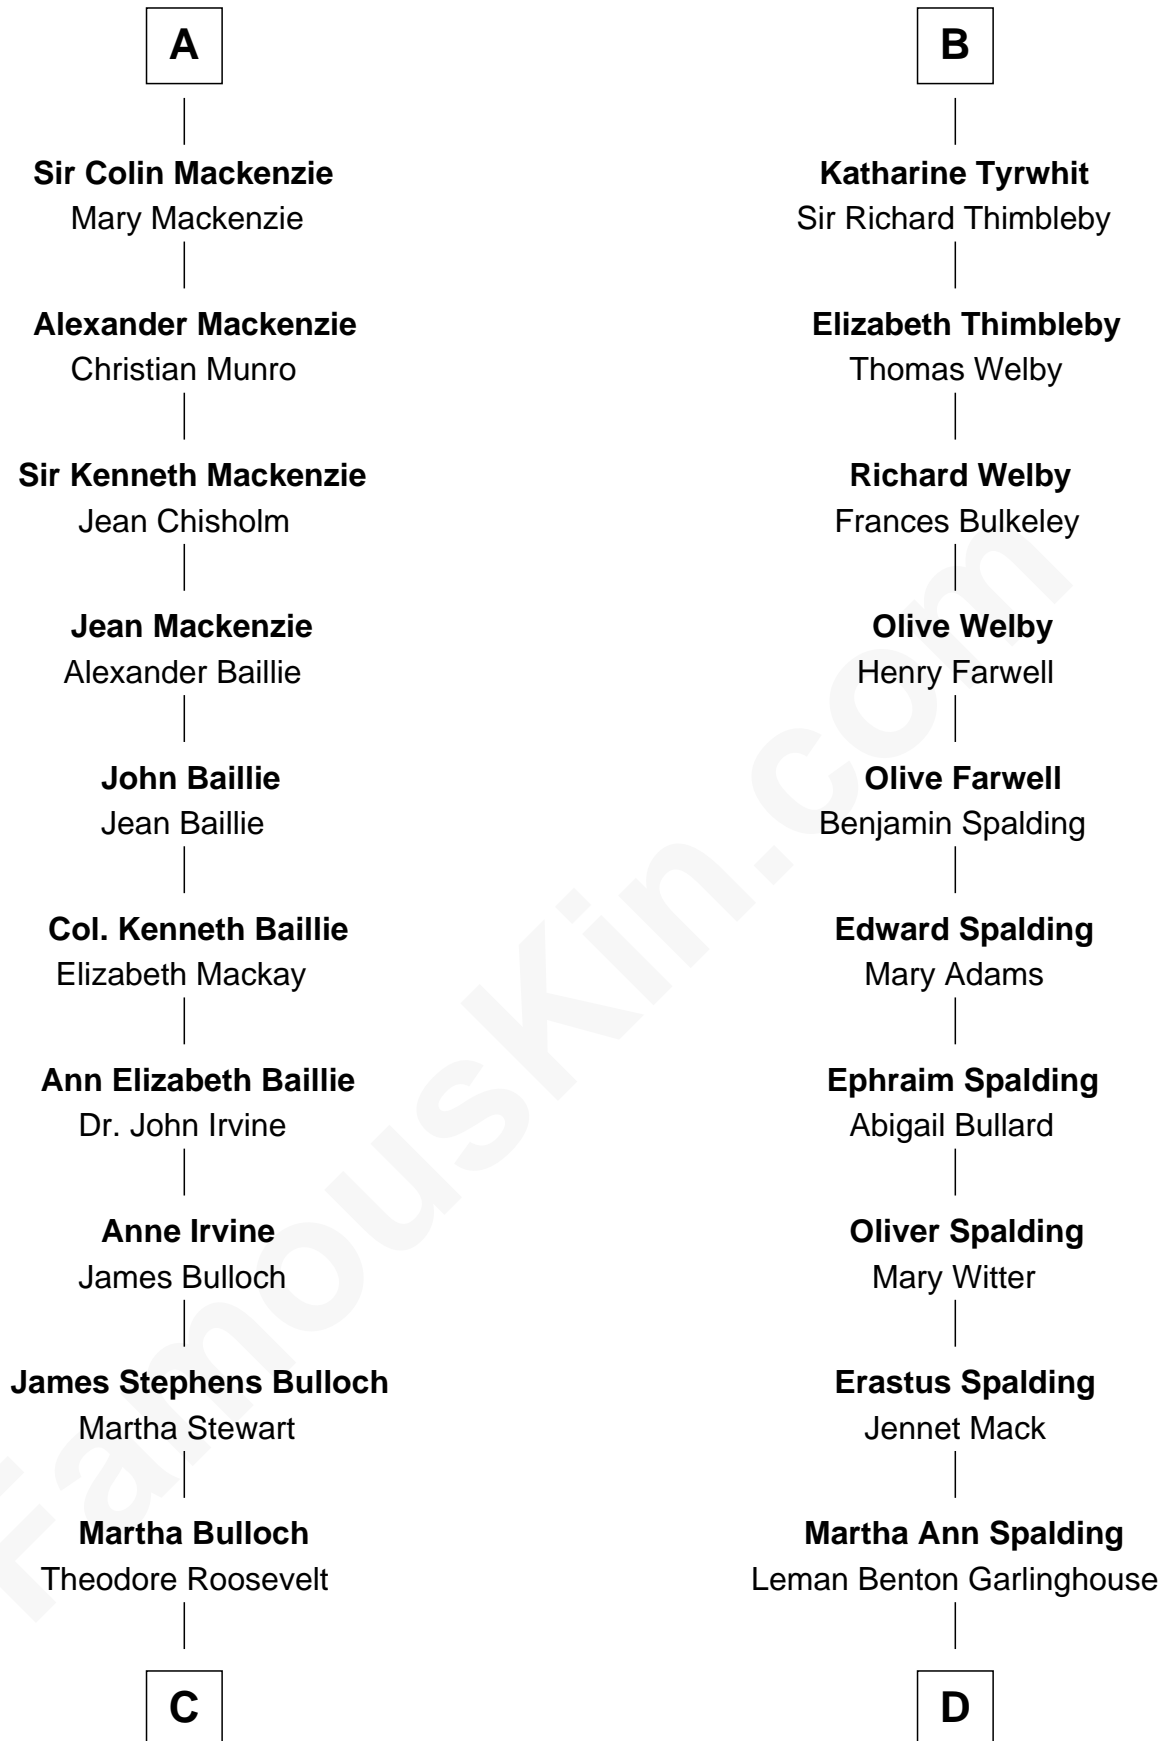 A
Sir Colin Mackenzie
Mary Mackenzie
Alexander Mackenzie
Christian Munro
Sir Kenneth Mackenzie
Jean Chisholm
Jean Mackenzie
Alexander Baillie
John Baillie
Jean Baillie
Col. Kenneth Baillie
Elizabeth Mackay
Ann Elizabeth Baillie
Dr. John Irvine
Anne Irvine
James Bulloch
James Stephens Bulloch
Martha Stewart
Martha Bulloch
Theodore Roosevelt
C
B
Katharine Tyrwhit
Sir Richard Thimbleby
Elizabeth Thimbleby
Thomas Welby
Richard Welby
Frances Bulkeley
Olive Welby
Henry Farwell
Olive Farwell
Benjamin Spalding
Edward Spalding
Mary Adams
Ephraim Spalding
Abigail Bullard
Oliver Spalding
Mary Witter
Erastus Spalding
Jennet Mack
Martha Ann Spalding
Leman Benton Garlinghouse
D
FamousKin.com